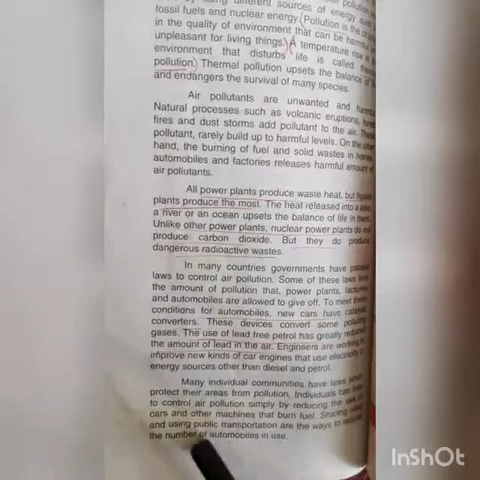 different sources of energy such
fossil fuels and nuclear energy. Pollution is the
in the quality of environment that can be harmful
unpleasant for living things. A temperature rise in
environment that disturbs life is called thermal
pollution. Thermal pollution upsets the balance of
and endangers the survival of many species.
Air pollutants are unwanted and harmful
Natural processes such as volcanic eruptions, forest
fires and dust storms add pollutant to the air. These
pollutant, rarely build up to harmful levels. On the other
hand, the burning of fuel and solid wastes in homes,
automobiles and factories releases harmful amount of
air pollutants.
All power plants produce waste heat, but
plants produce the most. The heat released into a
a river or an ocean upsets the balance of life in them.
Unlike other power plants, nuclear power plants do not
produce carbon dioxide. But they do produce
dangerous radioactive wastes.
In many countries governments have passed
laws to control air pollution. Some of these laws limit
the amount of pollution that, power plants, factories
and automobiles are allowed to give off. To meet these
conditions for automobiles, new cars have catalytic
converters. These devices convert some polluting
gases. The use of lead free petrol has greatly reduced
the amount of lead in the air. Engineers are working to
improve new kinds of car engines that use electricity or
energy sources other than diesel and petrol.
Many individual communities have laws which
protect their areas from pollution. Individuals can help
to control air pollution simply by reducing the use of
cars and other machines that burn fuel. Sharing rides
and using public transportation are the ways to reduce
the number of automobiles in use.
InShOt